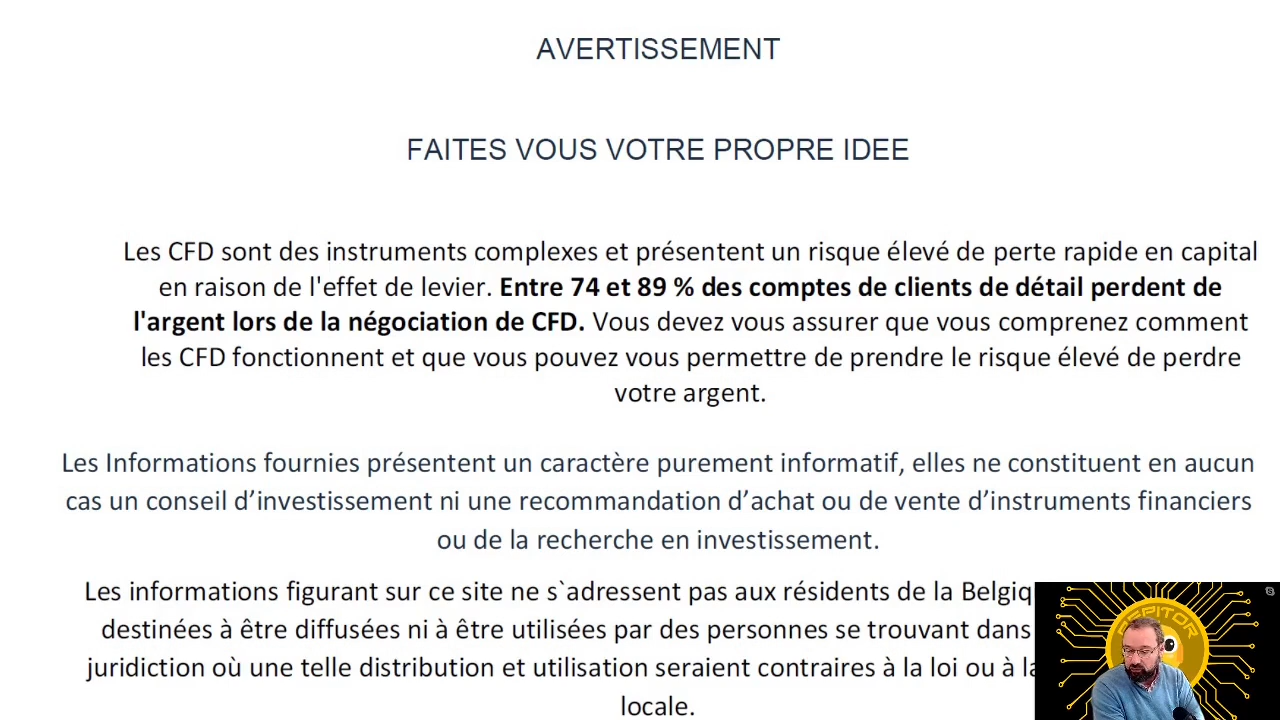 AVERTISSEMENT
FAITES VOUS VOTRE PROPRE IDEE
Les CFD sont des instruments complexes et présentent un risque élevé de perte rapide en capital
en raison de l'effet de levier. Entre 74 et 89 % des comptes de clients de détail perdent de
l'argent lors de la négociation de CFD. Vous devez vous assurer que vous comprenez comment
les CFD fonctionnent et que vous pouvez vous permettre de prendre le risque élevé de perdre
votre argent.
Les Informations fournies présentent un caractère purement informatif, elles ne constituent en aucun
cas un conseil d’investissement ni une recommandation d’achat ou de vente d’instruments financiers
ou de la recherche en investissement.
Les informations figurant sur ce site ne s`adressent pas aux résidents de la
destinées à être diffusées ni à être utilisées par des personnes se trouvant dans
juridiction où une telle distribution et utilisation seraient contraires à la loi ou à
locale.